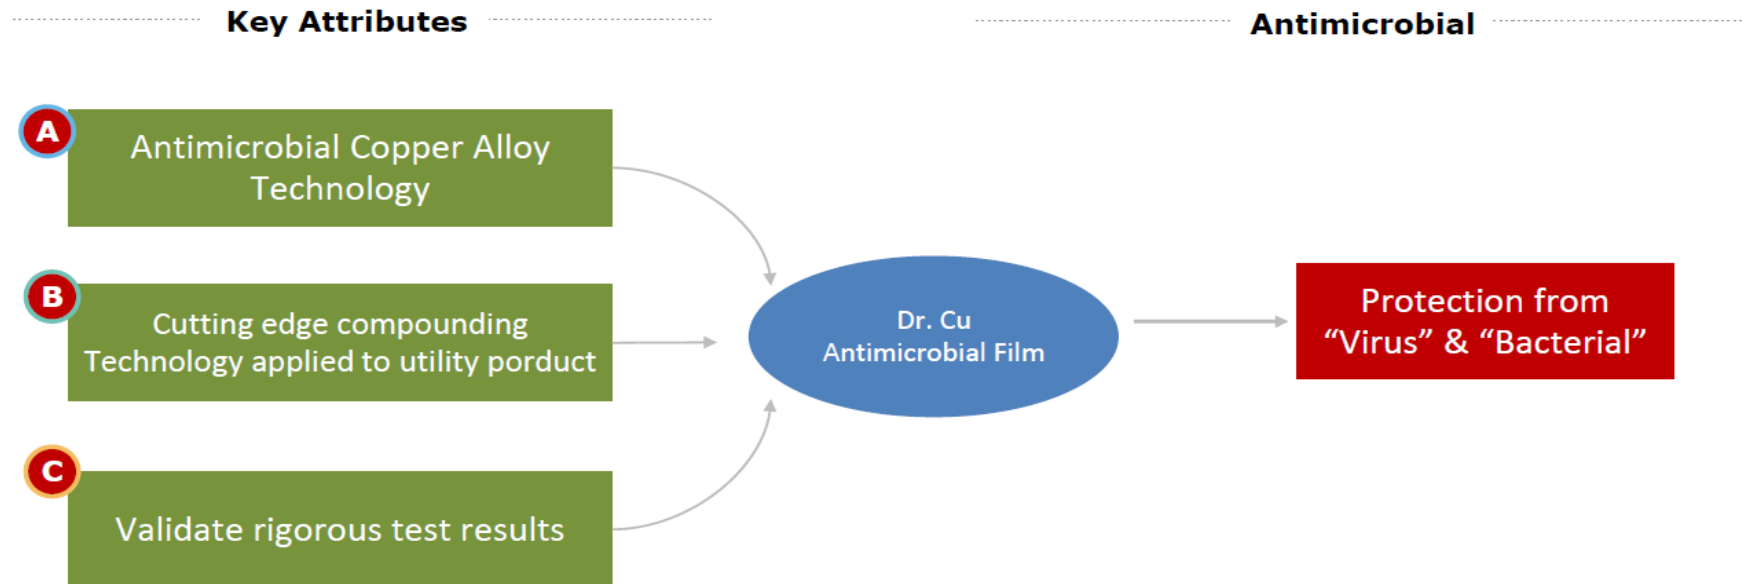 Key Attributes
Antimicrobial
A
Antimicrobial Copper Alloy
Technology
B
Cutting edge compounding
Technology applied to utility porduct
C
Validate rigorous test results
Dr. Cu
Antimicrobial Film
Protection from
“Virus” & “Bacterial”